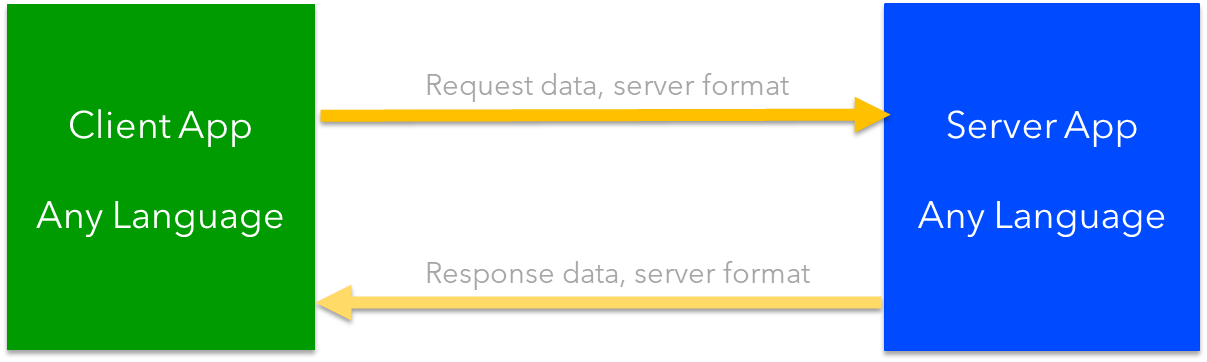 Client App
Any Language
Request data, server format
Response data, server format
Server App
Any Language